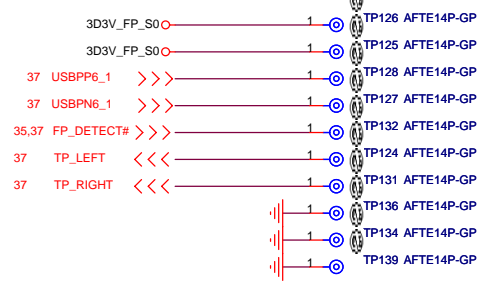 3D3V_FP_S0 1 TP126 AFTE14P-GP
3D3V_FP_S0 1 TP125 AFTE14P-GP
37 USBPP6_1 1 TP128 AFTE14P-GP
37 USBPN6_1 1 TP127 AFTE14P-GP
35,37 FP_DETECT# 1 TP132 AFTE14P-GP
37 TP_LEFT 1 TP124 AFTE14P-GP
37 TP_RIGHT 1 TP131 AFTE14P-GP
1 TP136 AFTE14P-GP
1 TP134 AFTE14P-GP
1 TP139 AFTE14P-GP